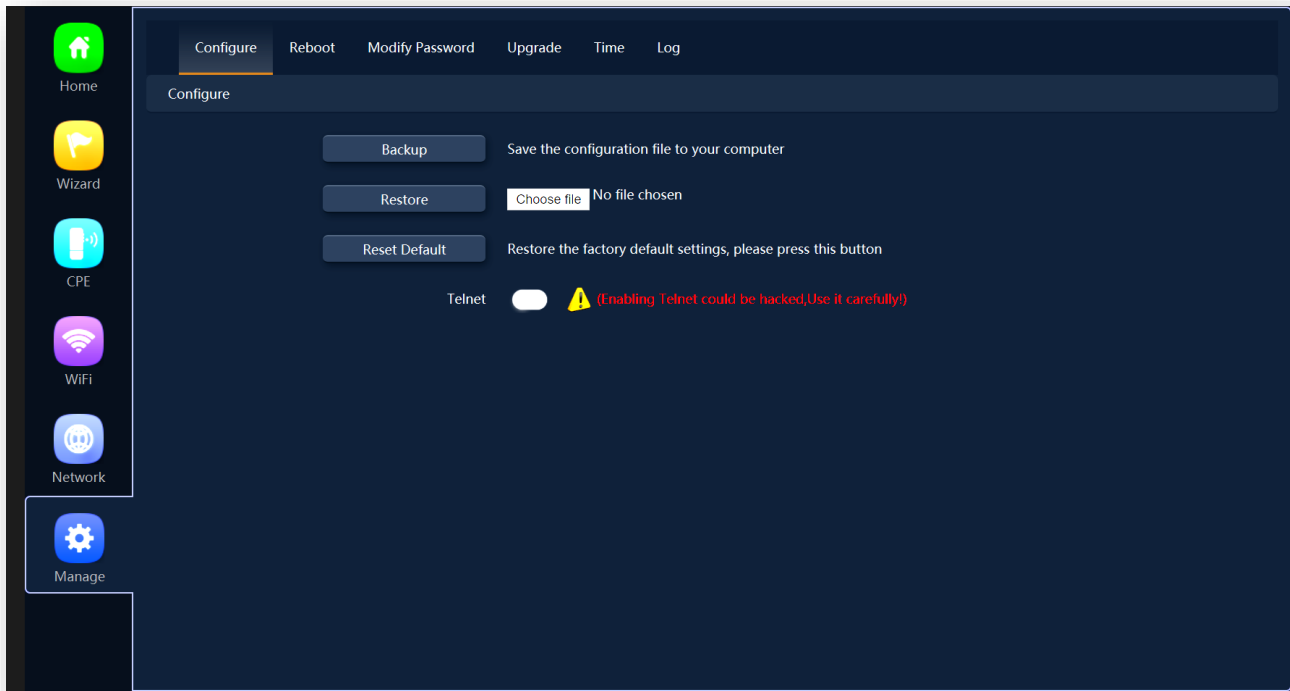 Home
Wizard
CPE
WiFi
Network
Manage
Configure Reboot Modify Password Upgrade Time Log
Configure
Backup Save the configuration file to your computer
Restore Choose file No file chosen
Reset Default Restore the factory default settings, please press this button
Telnet (Enabling Telnet could be hacked,Use it carefully!)